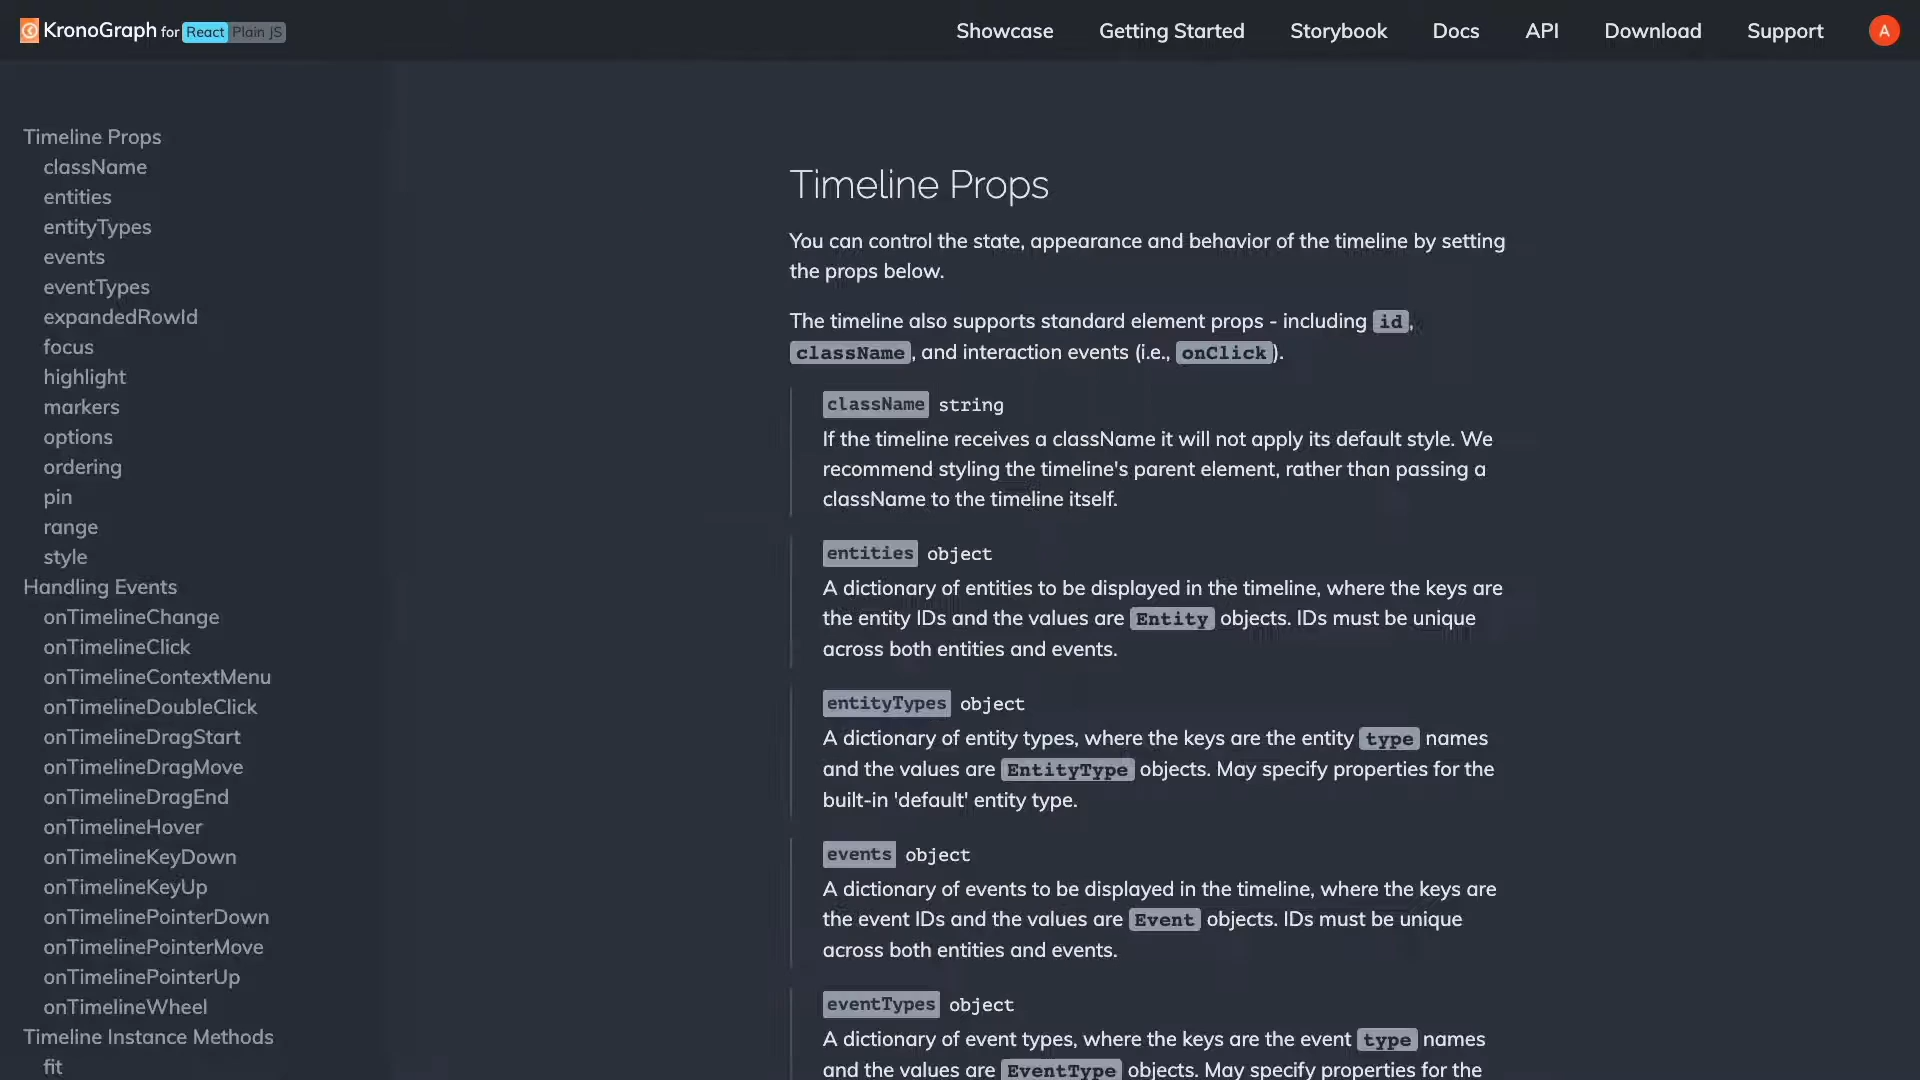 KronoGraph for React Plain JS
Showcase Getting Started Storybook Docs API Download Support A
Timeline Props
className
entities
entityTypes
events
eventTypes
expandedRowId
focus
highlight
markers
options
ordering
pin
range
style
Handling Events
onTimelineChange
onTimelineClick
onTimelineContextMenu
onTimelineDoubleClick
onTimelineDragStart
onTimelineDragMove
onTimelineDragEnd
onTimelineHover
onTimelineKeyDown
onTimelineKeyUp
onTimelinePointerDown
onTimelinePointerMove
onTimelinePointerUp
onTimelineWheel
Timeline Instance Methods
fit
Timeline Props
You can control the state, appearance and behavior of the timeline by setting
the props below.
The timeline also supports standard element props - including id,
className, and interaction events (i.e., onClick).
className string
If the timeline receives a className it will not apply its default style. We
recommend styling the timeline's parent element, rather than passing a
className to the timeline itself.
entities object
A dictionary of entities to be displayed in the timeline, where the keys are
the entity IDs and the values are Entity objects. IDs must be unique
across both entities and events.
entityTypes object
A dictionary of entity types, where the keys are the entity type names
and the values are EntityType objects. May specify properties for the
built-in 'default' entity type.
events object
A dictionary of events to be displayed in the timeline, where the keys are
the event IDs and the values are Event objects. IDs must be unique
across both entities and events.
eventTypes object
A dictionary of event types, where the keys are the event type names
and the values are EventType objects. May specify properties for the